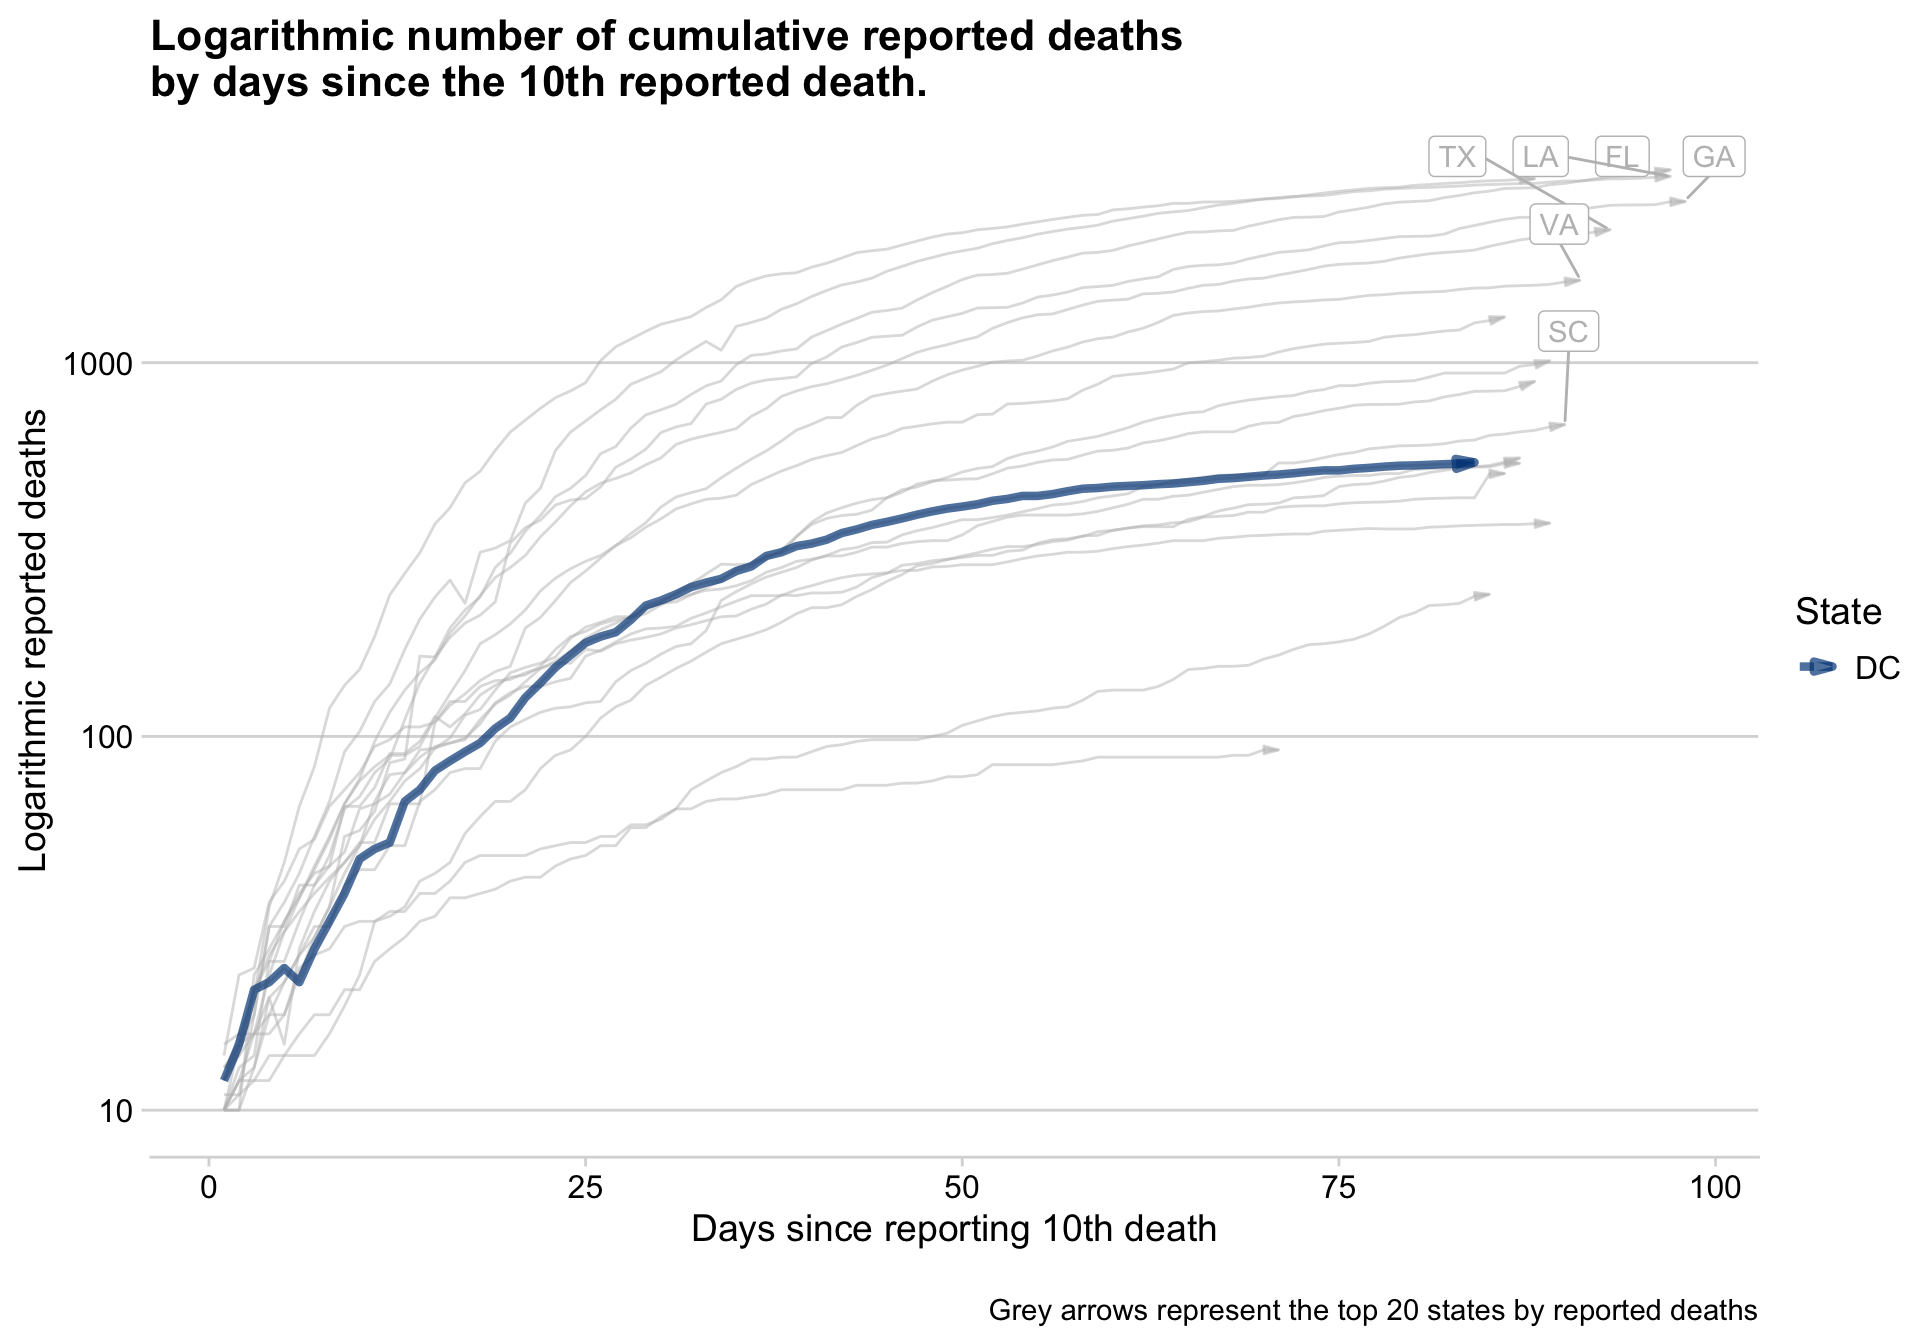 Logarithmic number of cumulative reported deaths
by days since the 10th reported death.
TX
LA
FL
GA
VA
SC
1000
100
10
Logarithmic reported deaths
State
DC
0
25
50
75
100
Days since reporting 10th death
Grey arrows represent the top 20 states by reported deaths